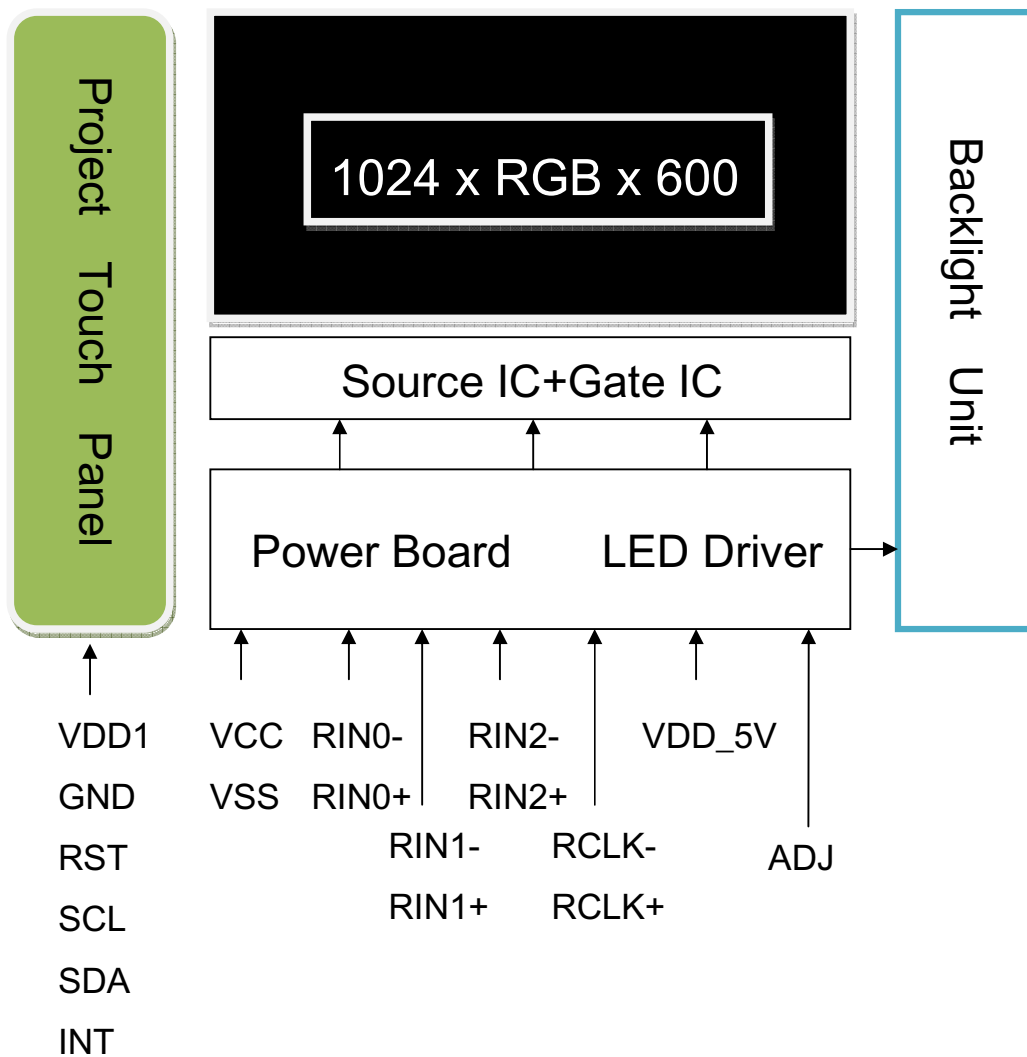 Project Touch Panel
1024 x RGB x 600
Backlight Unit
Source IC+Gate IC
Power Board LED Driver
VDD1
GND
RST
SCL
SDA
INT
VCC
VSS
RIN0-
RIN0+
RIN1-
RIN1+
RIN2-
RIN2+
RCLK-
RCLK+
VDD_5V
ADJ